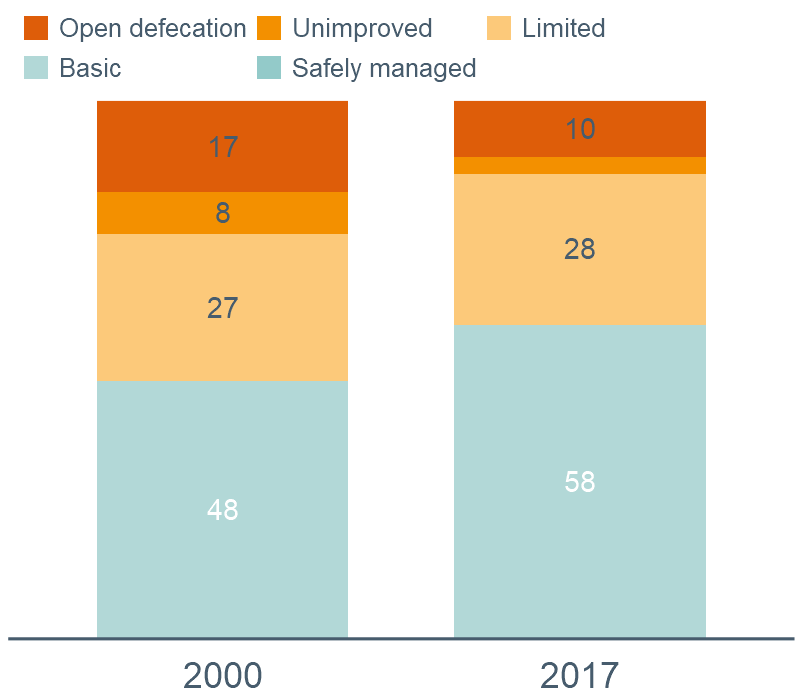 Open defecation Unimproved Limited
Basic Safely managed
17 10
8
27 28
48 58
2000 2017